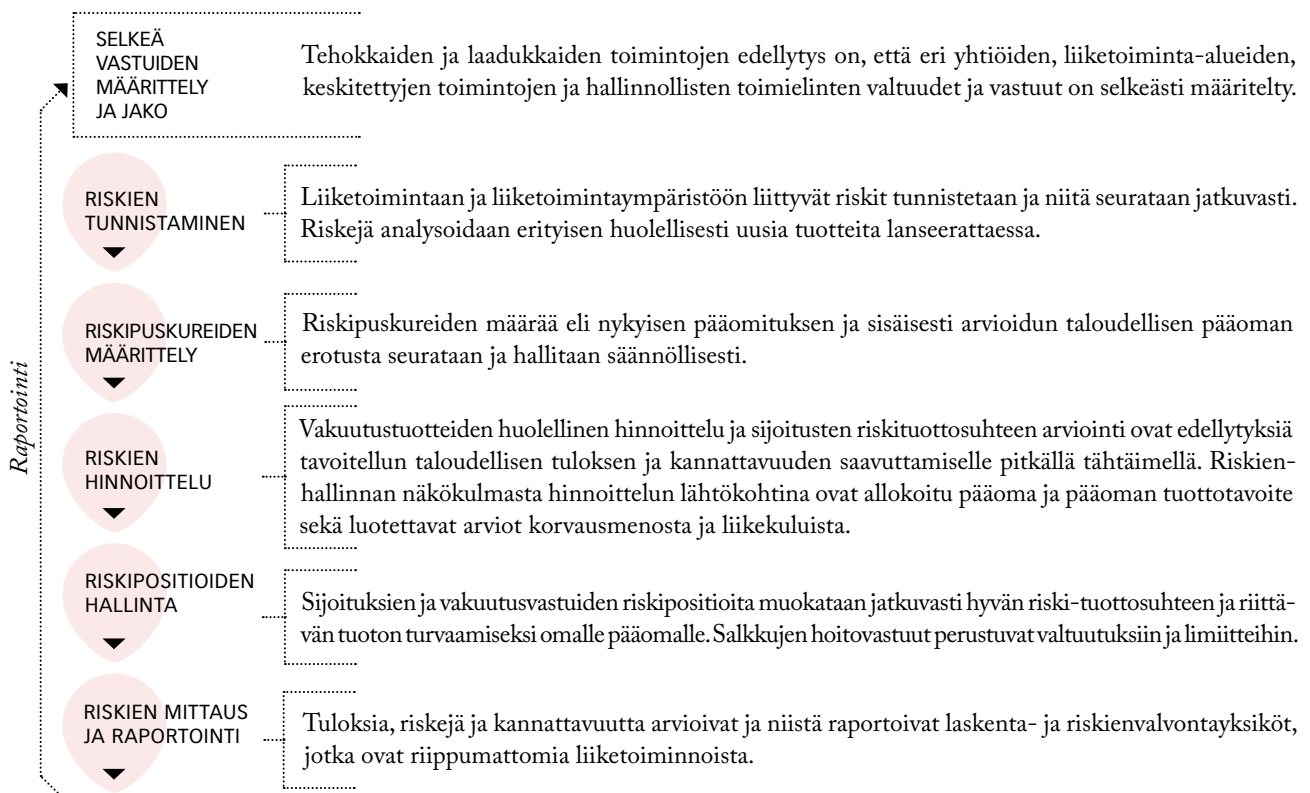 SELKEÄ
VASTUIDEN
MÄÄRITTELY
JA JAKO
Tehokkaiden ja laadukkaiden toimintojen edellytys on, että eri yhtiöiden, liiketoiminta-alueiden,
keskitettyjen toimintojen ja hallinnollisten toimielinten valtuudet ja vastuut on selkeästi määritelty.
RISKIEN
TUNNISTAMINEN
Liiketoimintaan ja liiketoimintaympäristöön liittyvät riskit tunnistetaan ja niitä seurataan jatkuvasti.
Riskejä analysoidaan erityisen huolellisesti uusia tuotteita lanseerattaessa.
RISKIPUSKUREIDEN
MÄÄRITTELY
Riskipuskureiden määrää eli nykyisen pääomituksen ja sisäisesti arvioidun taloudellisen pääoman
erotusta seurataan ja hallitaan säännöllisesti.
RISKIEN
HINNOITTELU
Vakuutustuotteiden huolellinen hinnoittelu ja sijoitusten riskituottosuhteen arviointi ovat edellytyksiä
tavoitellun taloudellisen tuloksen ja kannattavuuden saavuttamiselle pitkällä tähtäimellä. Riskien-
hallinnan näkökulmasta hinnoittelun lähtökohtina ovat allokoitu pääoma ja pääoman tuottotavoite
sekä luotettavat arviot korvausmenosta ja liikekuluista.
RISKIPOSITIOIDEN
HALLINTA
Sijoituksien ja vakuutusvastuiden riskipositioita muokataan jatkuvasti hyvän riski-tuottosuhteen ja riittä-
vän tuoton turvaamiseksi omalle pääomalle. Salkkujen hoitovastuut perustuvat valtuutuksiin ja limiitteihin.
RISKIEN MITTAUS
JA RAPORTOINTI
Tuloksia, riskejä ja kannattavuutta arvioivat ja niistä raportoivat laskenta- ja riskienvalvontayksiköt,
jotka ovat riippumattomia liiketoiminnoista.
Raportointi